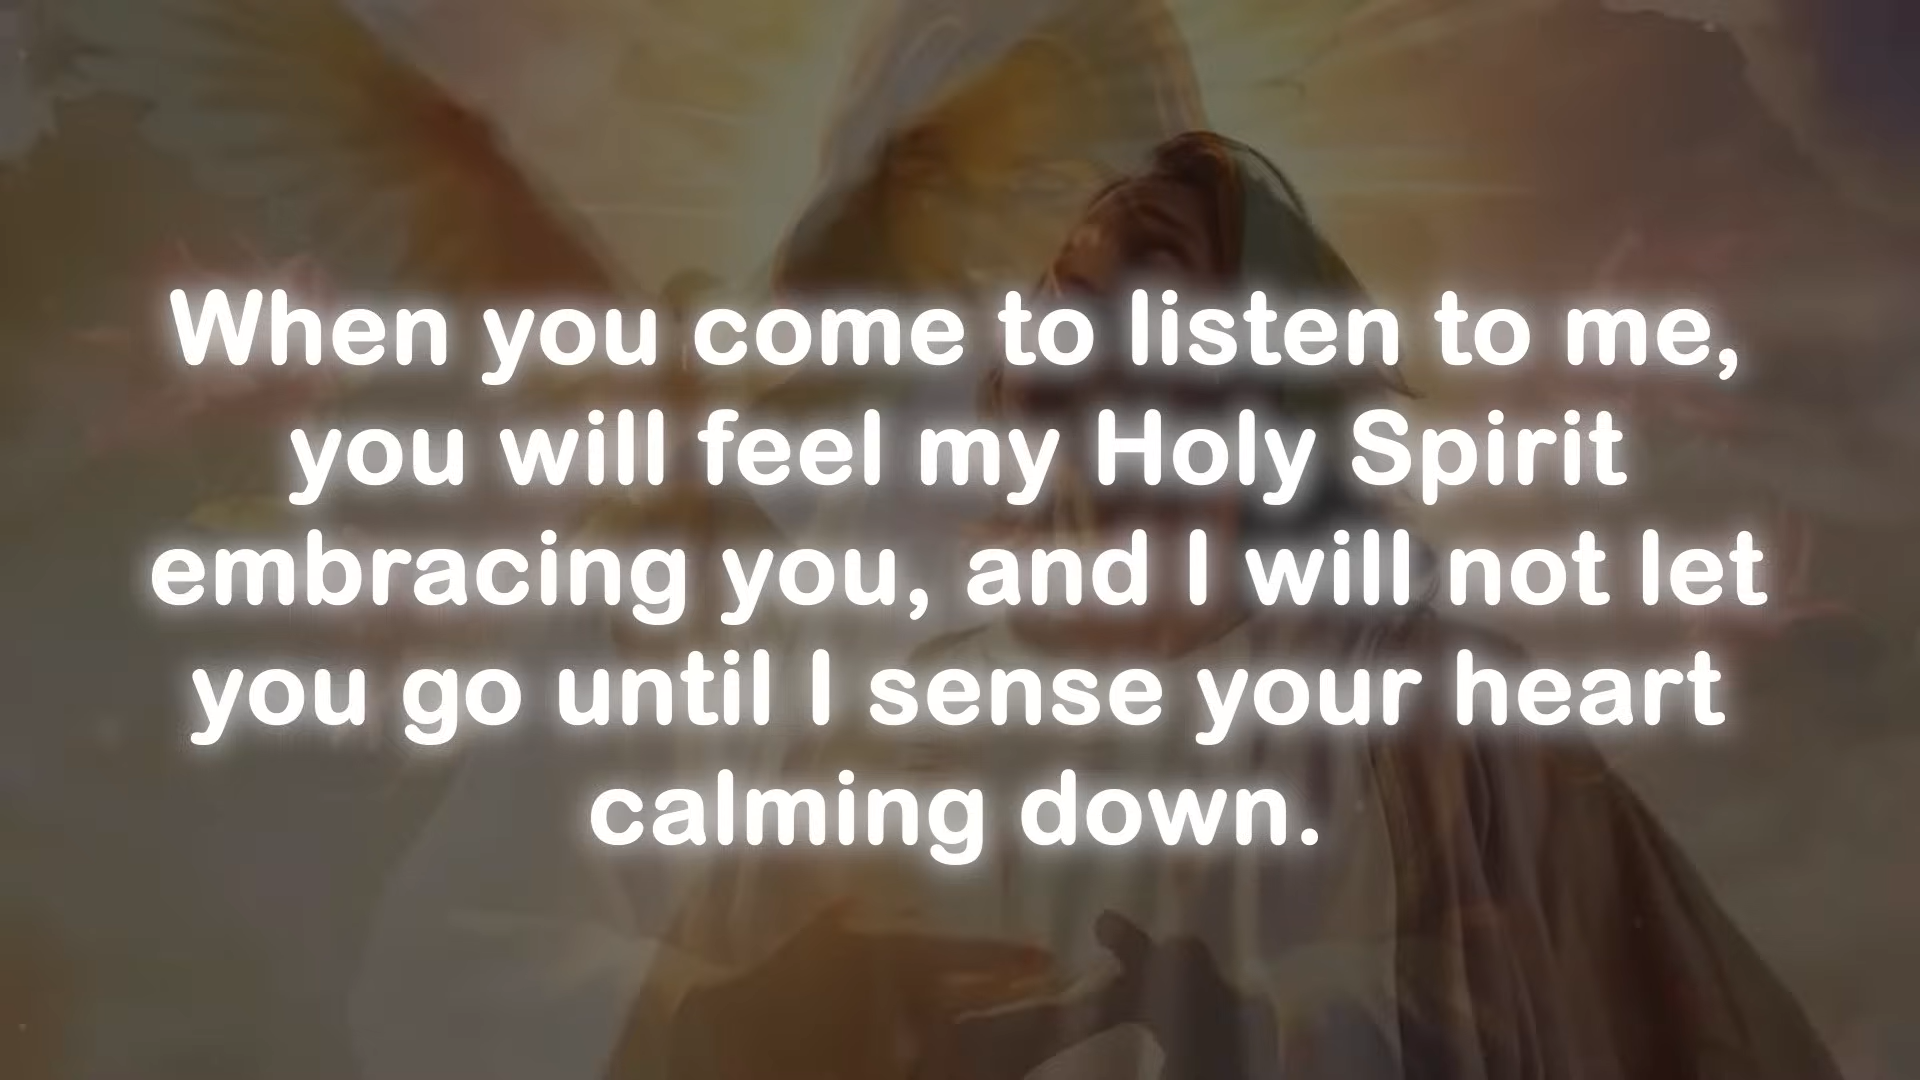 When you come to listen to me,
you will feel my Holy Spirit
embracing you, and I will not let
you go until I sense your heart
calming down.